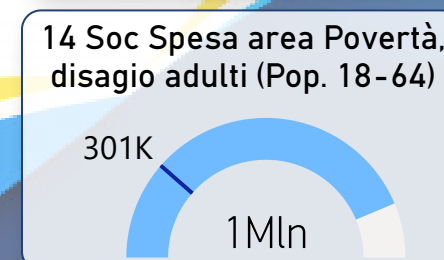 14 Soc Spesa area Povertà,
disagio adulti (Pop. 18-64)
301K
1Mln